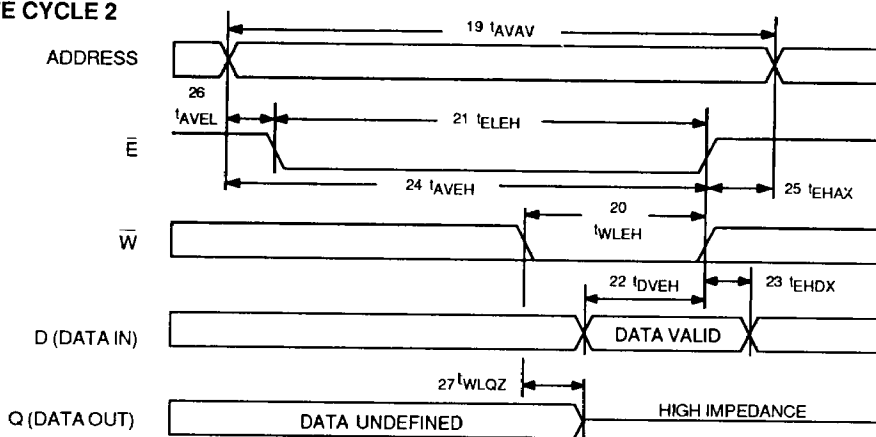 E CYCLE 2
19 tAVAV
ADDRESS
26
tAVEL
21 tELEH
E
24 tAVEH
25 tEHAX
20
tWLEH
W
22 tDVEH
23 tEHDX
D (DATA IN)
DATA VALID
27 tWLQZ
Q (DATA OUT)
DATA UNDEFINED
HIGH IMPEDANCE